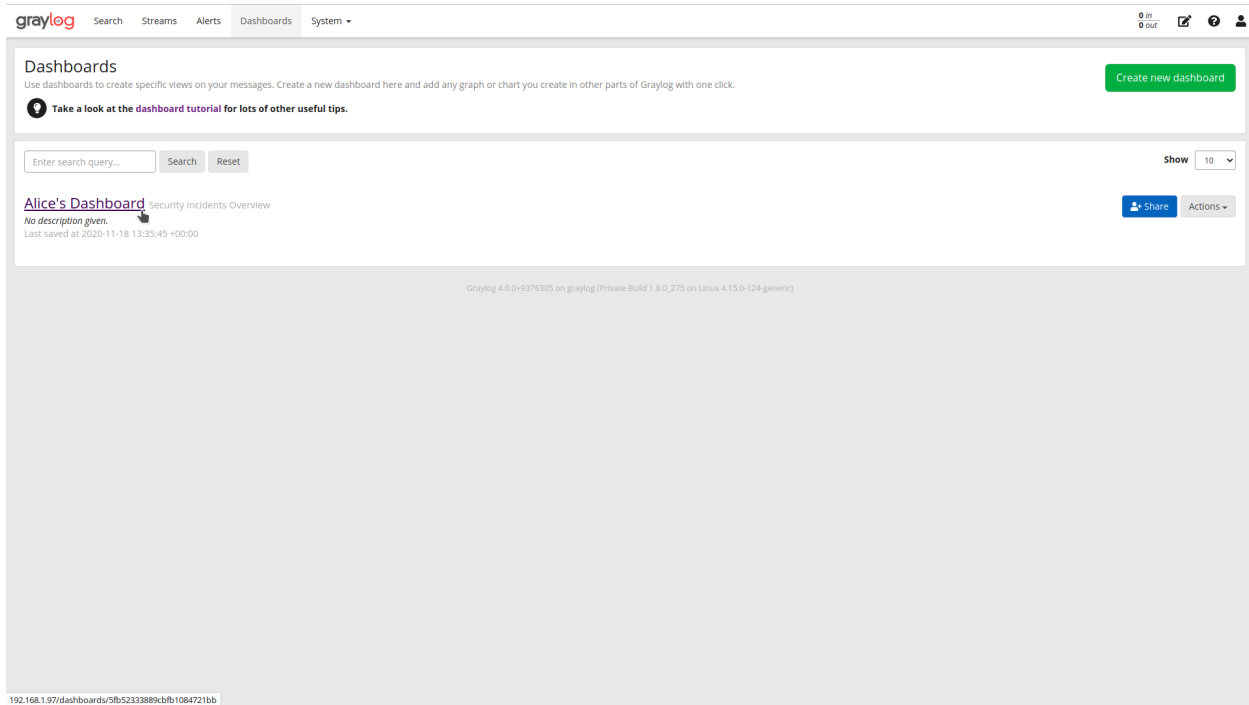 graylog Search Streams Alerts Dashboards System 0 in
0 out
Dashboards
Use dashboards to create specific views on your messages. Create a new dashboard here and add any graph or chart you create in other parts of Graylog with one click.
Create new dashboard
Take a look at the dashboard tutorial for lots of other useful tips.
Enter search query... Search Reset Show 10
Alice's Dashboard Security Incidents Overview Share Actions
No description given.
Last saved at 2020-11-18 13:35:45 +00:00
Graylog 4.0.0+9376305 on graylog (Private Build 1.8.0_275 on Linux 4.15.0-124-generic)
192.168.1.97/dashboards/5fb52333889cbfb1084721bb